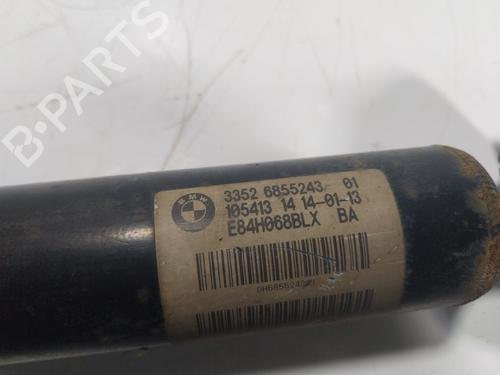 B-PARTS
BMW
3352 6855243 01
105413 14 14-01-13
E84H068BLX BA